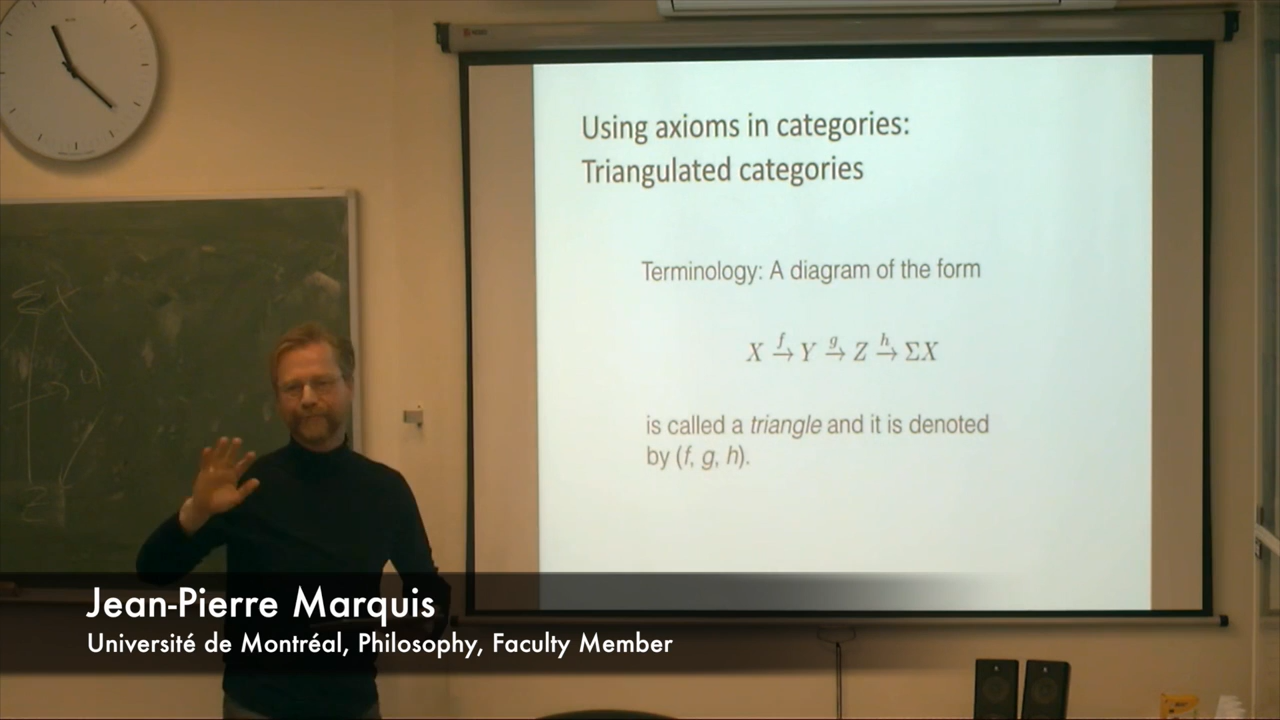 Using axioms in categories:
Triangulated categories
Terminology: A diagram of the form
X →f Y →g Z →h ΣX
is called a triangle and it is denoted
by (f, g, h).
ΣX
Jean-Pierre Marquis
Université de Montréal, Philosophy, Faculty Member